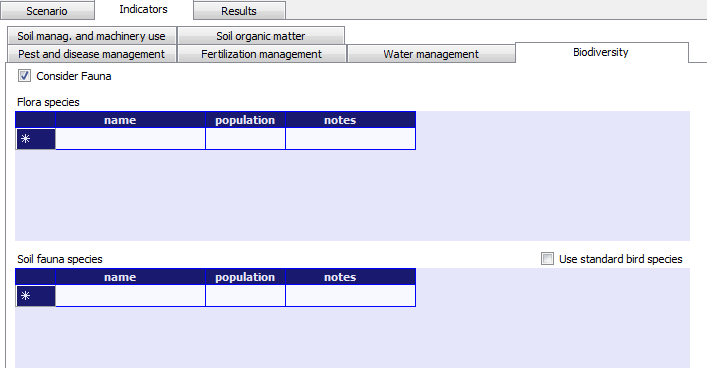 Scenario Indicators Results
Soil manag. and machinery use Soil organic matter
Pest and disease management Fertilization management Water management Biodiversity
Consider Fauna
Flora species
name population notes
Soil fauna species Use standard bird species
name population notes